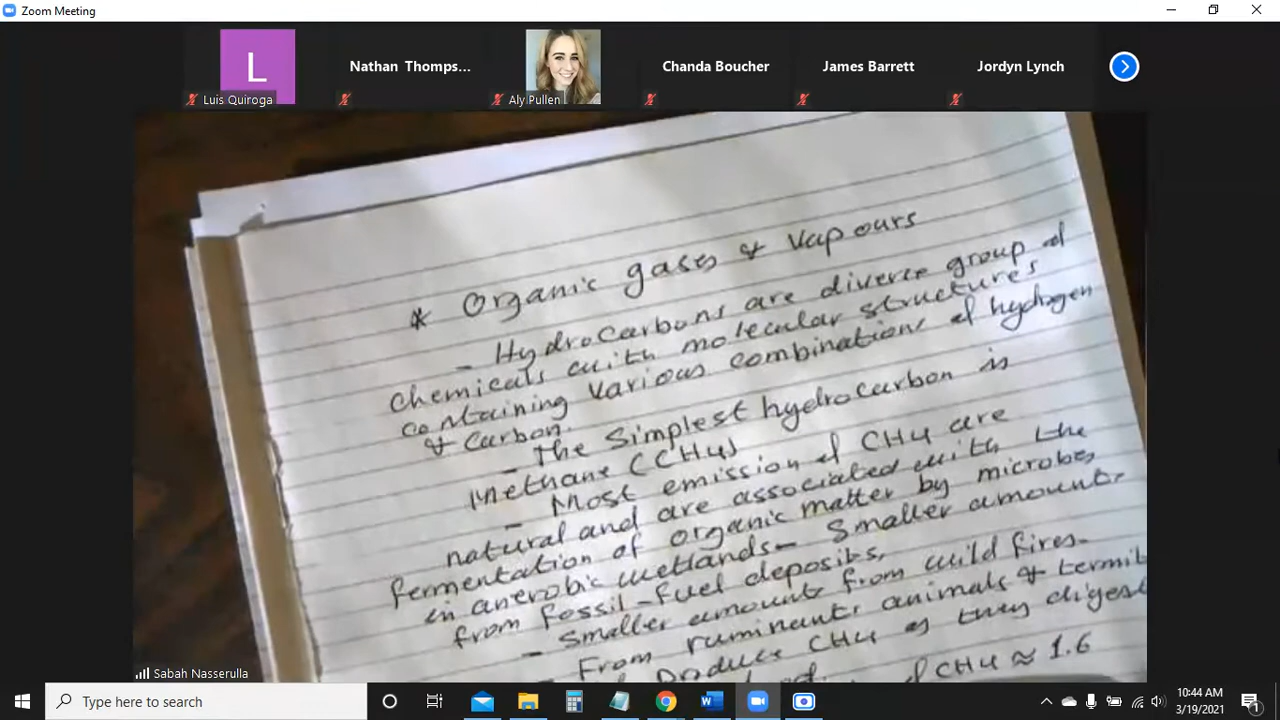 Zoom Meeting
L
Luis Quiroga
Nathan Thomps...
Aly Pullen
Chanda Boucher
James Barrett
Jordyn Lynch
* Organic gases & Vapours
- Hydrocarbons are diverse group of
chemicals with molecular structures
containing various combinations of hydrogen
& carbon.
- The simplest hydrocarbon is
Methane (CH4)
- Most emission of CH4 are
natural and are associated with the
fermentation of organic matter by microbes
in anerobic wetlands- Smaller amounts
from fossil-fuel deposits.
- smaller amounts from wild fires-
- From ruminant animals & termit
produce CH4 as they digest
of CH4 ≈ 1.6
Sabah Nasserulla
Type here to search
10:44 AM
3/19/2021
1